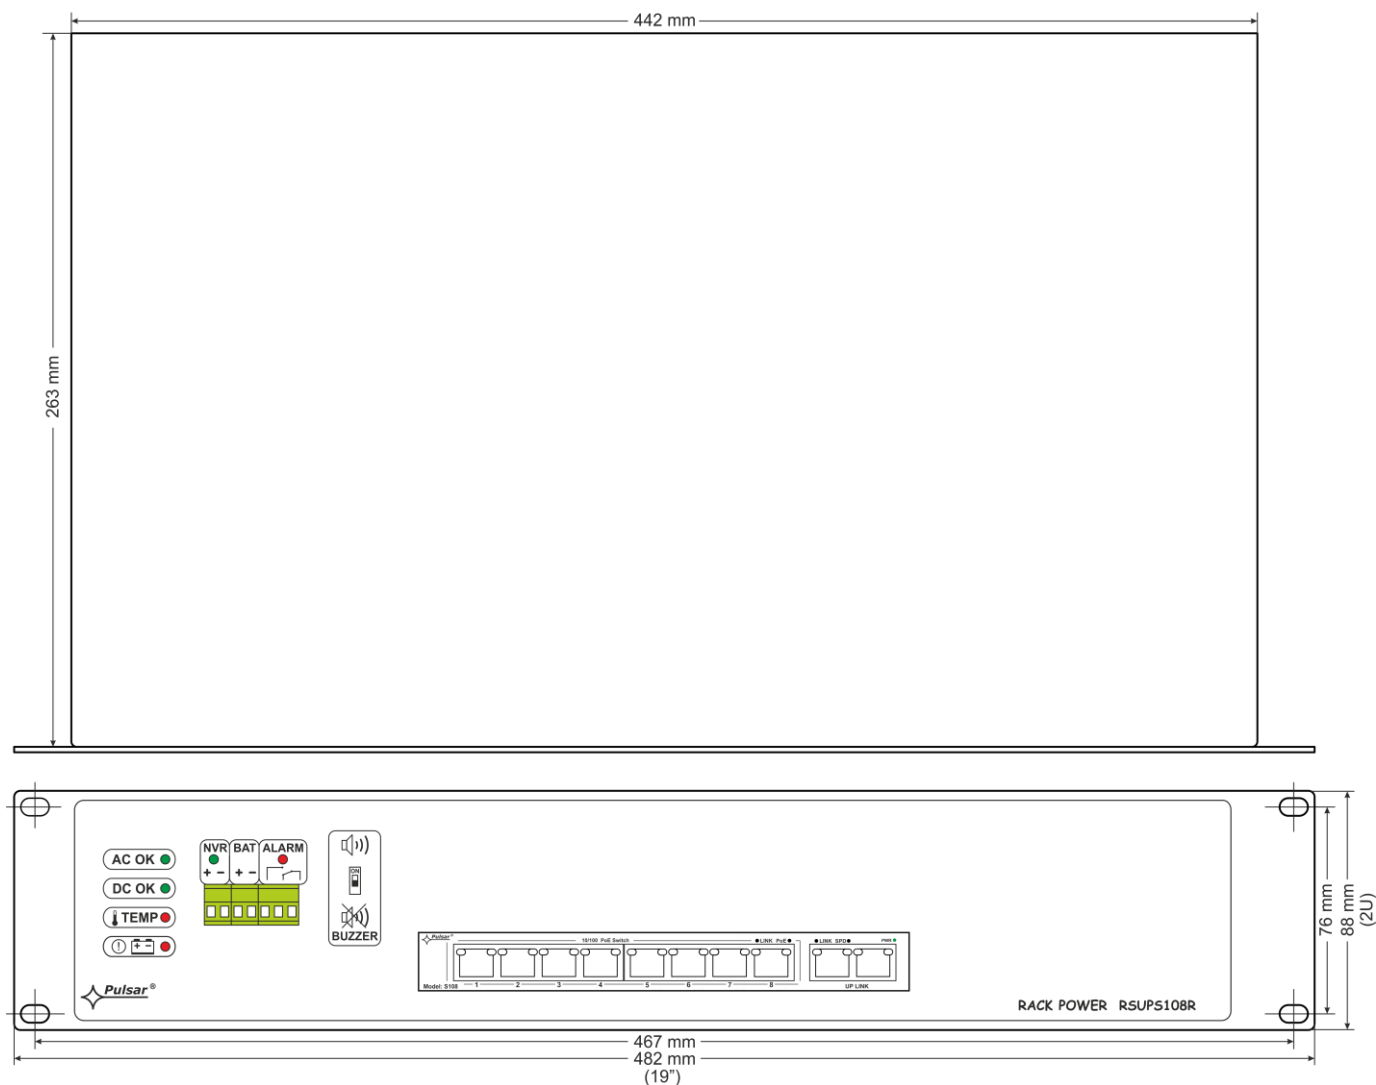 442 mm
263 mm
AC OK
DC OK
TEMP
NVR BAT ALARM
+ − + −
ON
BUZZER
Pulsar®
Pulsar®
10/100 PoE Switch
LINK PoE
LINK SPD
PWR
Model: S108
1 2 3 4 5 6 7 8
UP LINK
RACK POWER RSUPS108R
76 mm
88 mm
(2U)
467 mm
482 mm
(19")